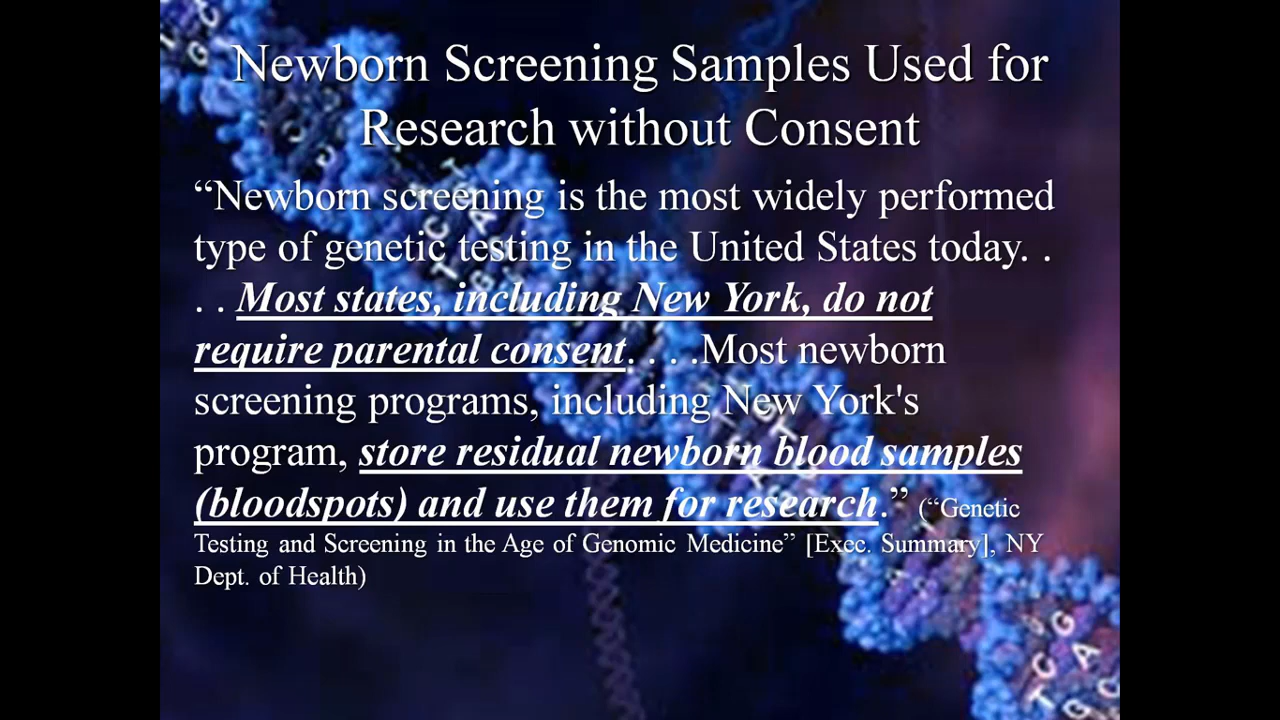 Newborn Screening Samples Used for
Research without Consent
“Newborn screening is the most widely performed
type of genetic testing in the United States today. .
. . Most states, including New York, do not
require parental consent. . . .Most newborn
screening programs, including New York's
program, store residual newborn blood samples
(bloodspots) and use them for research.” (“Genetic
Testing and Screening in the Age of Genomic Medicine” [Exec. Summary], NY
Dept. of Health)